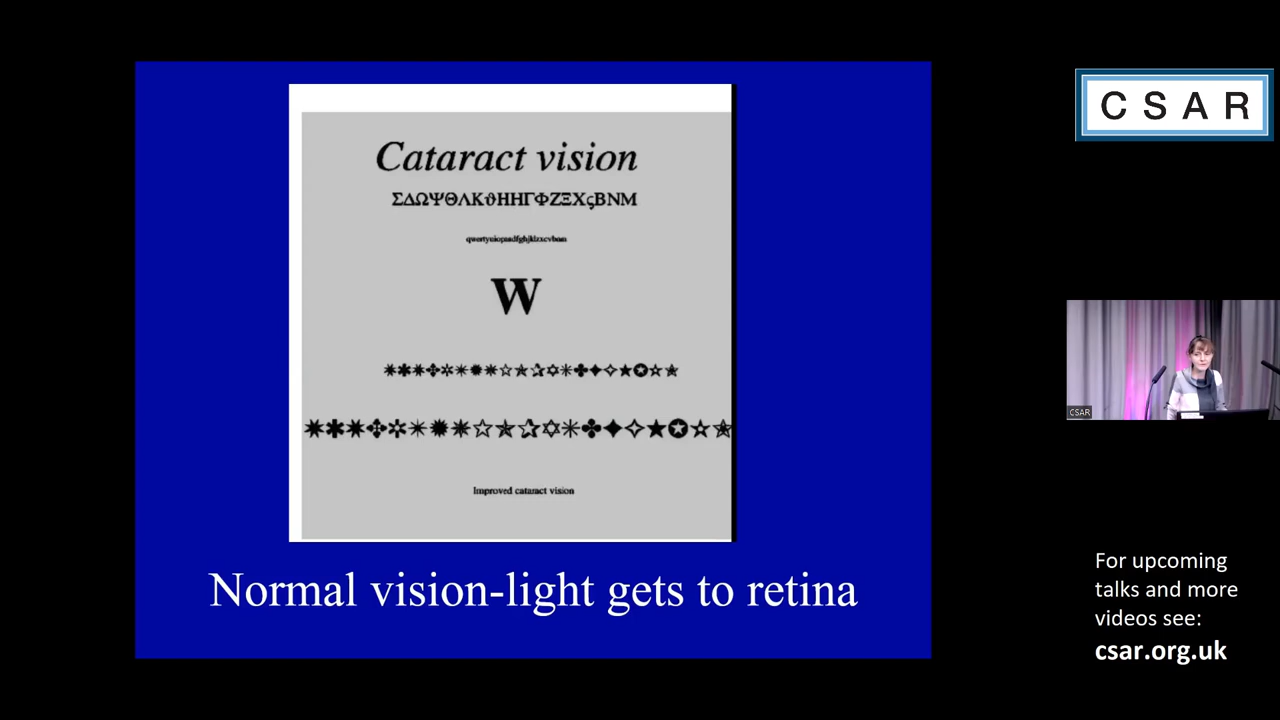 Cataract vision
ΣΔΩΨΘΛΚϑΗΗΓΦΖΞΧςΒΝΜ
W
Improved cataract vision
Normal vision-light gets to retina
CSAR
CSAR
For upcoming
talks and more
videos see:
csar.org.uk